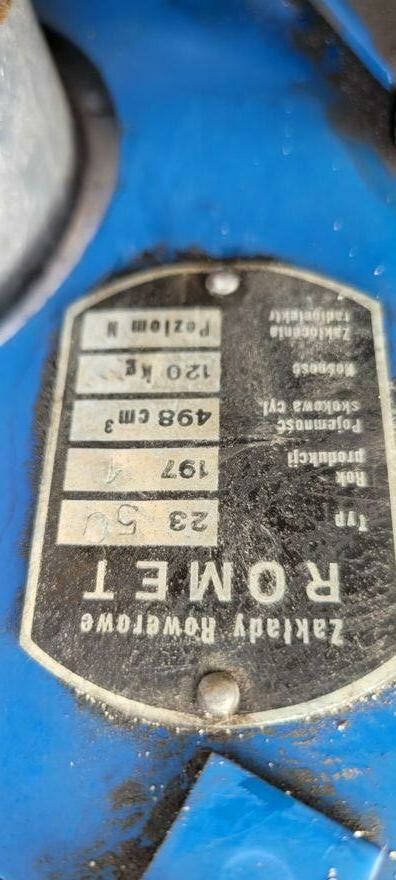 Zakłady Rowerowe
ROMET
Typ 23 50
Rok produkcji 197 4
Pojemność
skokowa cyl. 498 cm³
Nośność 120 kg
Zakłócenia
radioelektr Poziom N